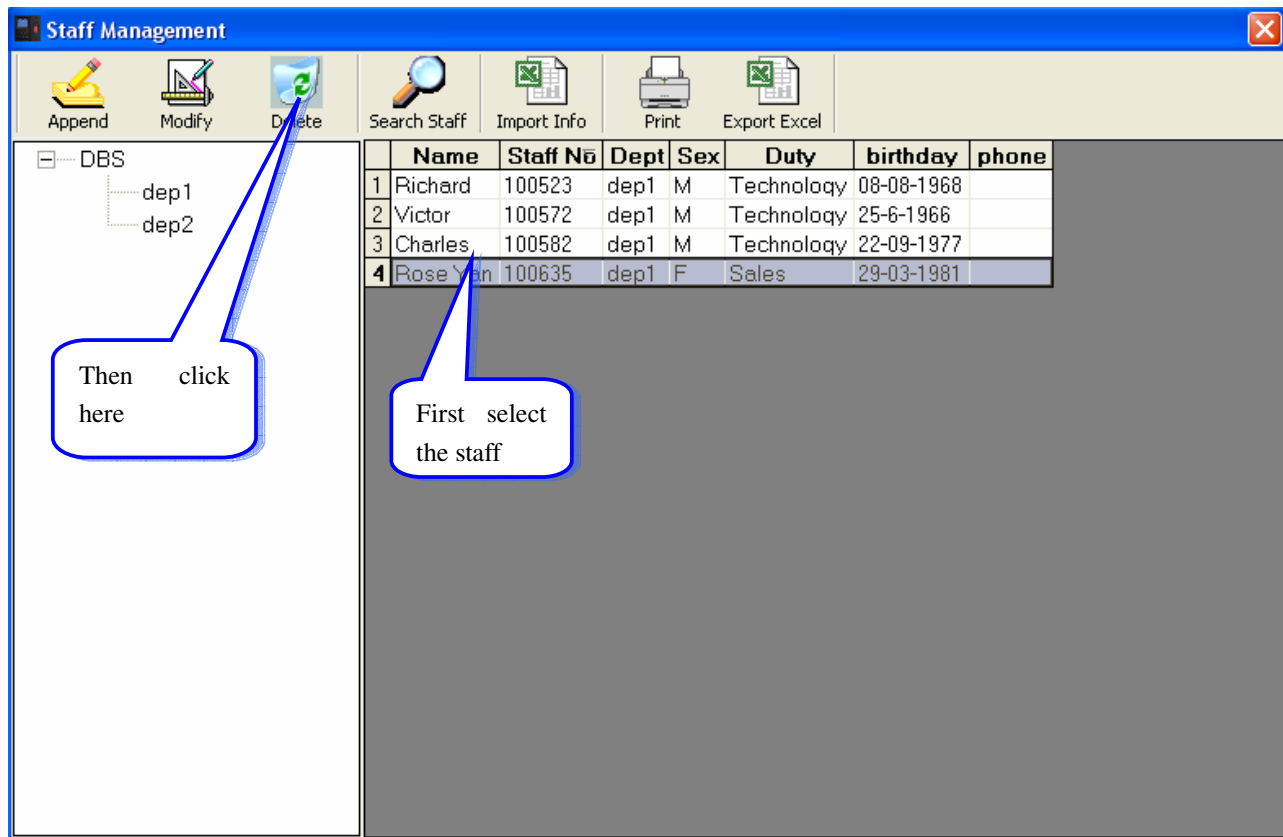 Staff Management
Append Modify Delete Search Staff Import Info Print Export Excel
DBS
dep1
dep2
Name Staff No Dept Sex Duty birthday phone
1 Richard 100523 dep1 M Technology 08-08-1968
2 Victor 100572 dep1 M Technology 25-6-1966
3 Charles 100582 dep1 M Technology 22-09-1977
4 Rose Yan 100635 dep1 F Sales 29-03-1981
Then click
here
First select
the staff